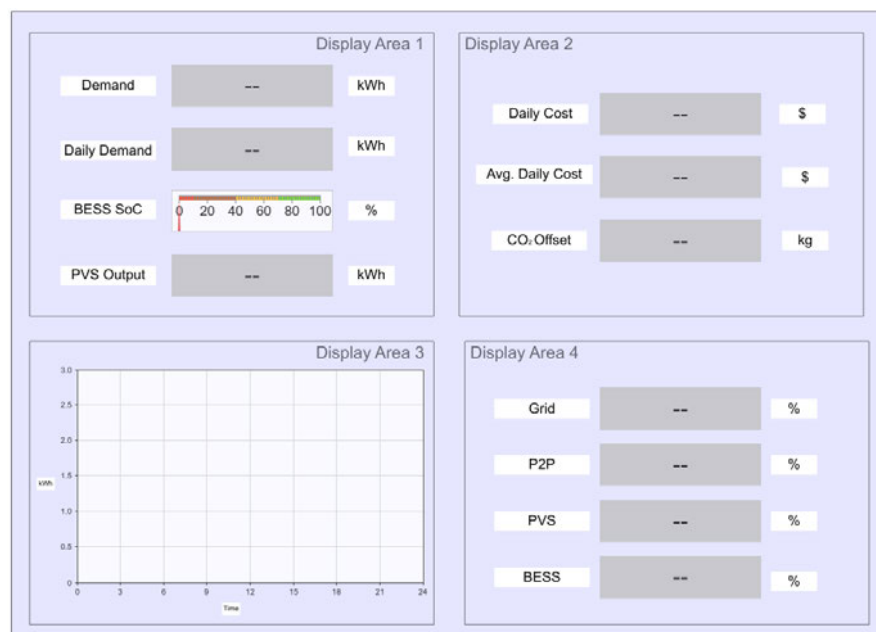 Display Area 1
Demand -- kWh
Daily Demand -- kWh
BESS SoC 0 20 40 60 80 100 %
PVS Output -- kWh
Display Area 2
Daily Cost -- $
Avg. Daily Cost -- $
CO₂ Offset -- kg
Display Area 3
3.0
2.5
2.0
1.5
kWh
1.0
0.5
0
0 3 6 9 12 15 18 21 24
Time
Display Area 4
Grid -- %
P2P -- %
PVS -- %
BESS -- %